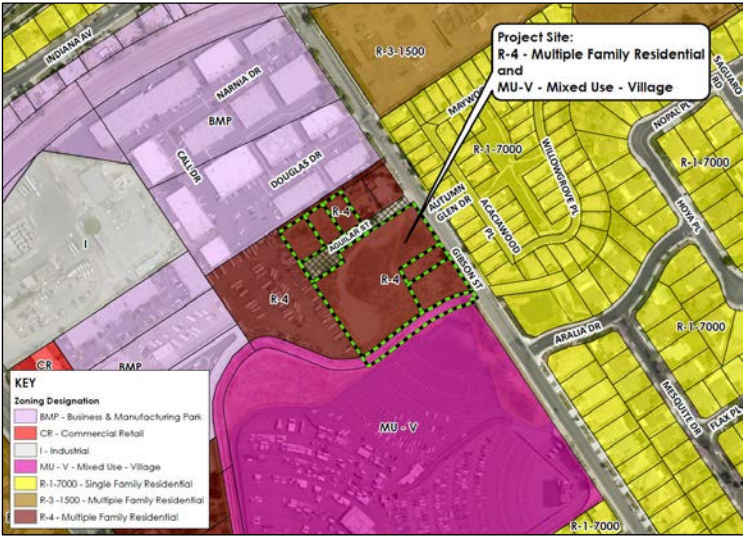 INDIANA AV
R-3-1500
Project Site:
R-4 - Multiple Family Residential
and
MU-V - Mixed Use - Village
SAGUARO
RD
NOPAL PL
NARNIA DR
BMP
CALI DR
DOUGLAS DR
R-1-7000
WILLOWGROVE PL
R-1-7000
HOYA PL
AUTUMN
GLEN DR
ACACIAWOOD
PL
R-4
AGUILAR ST
I
GIBSON ST
R-4
R-4
ARALIA DR
R-1-7000
CR
BMP
MESQUITE DR
FLAX PL
MU - V
R-1-7000
KEY
Zoning Designation
BMP - Business & Manufacturing Park
CR - Commercial Retail
I - Industrial
MU - V - Mixed Use - Village
R-1-7000 - Single Family Residential
R-3 -1500 - Multiple Family Residential
R-4 - Multiple Family Residential